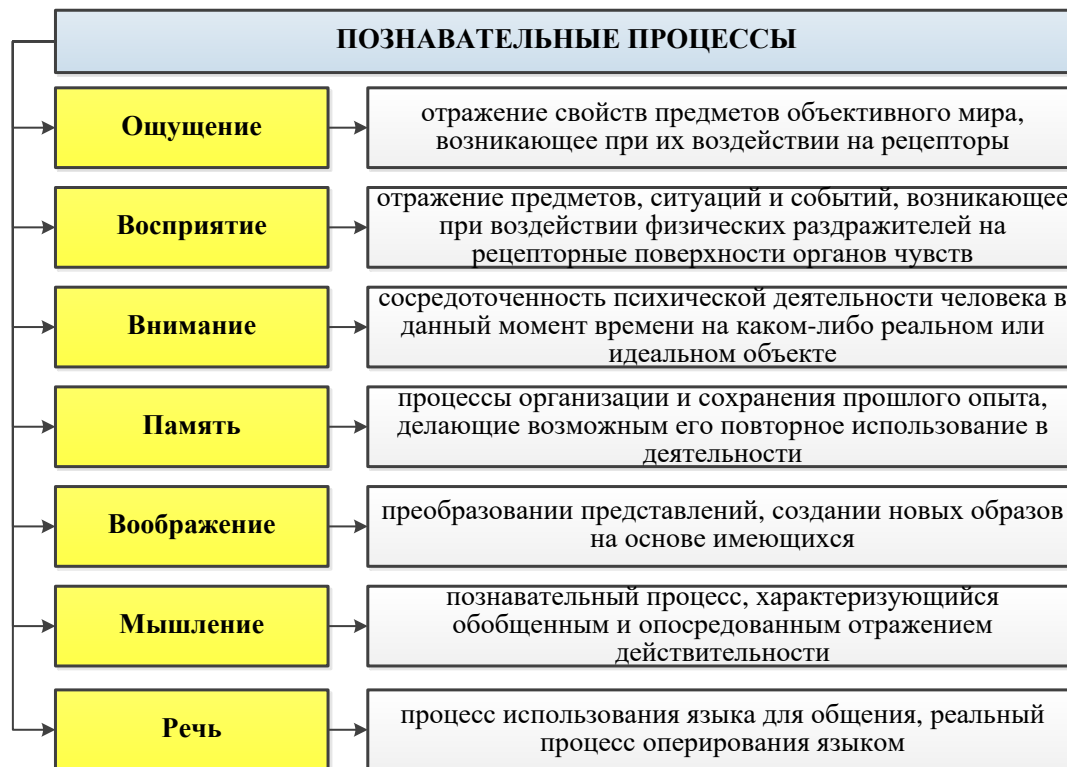 ПОЗНАВАТЕЛЬНЫЕ ПРОЦЕССЫ
Ощущение
отражение свойств предметов объективного мира,
возникающее при их воздействии на рецепторы
Восприятие
отражение предметов, ситуаций и событий, возникающее
при воздействии физических раздражителей на
рецепторные поверхности органов чувств
Внимание
сосредоточенность психической деятельности человека в
данный момент времени на каком-либо реальном или
идеальном объекте
Память
процессы организации и сохранения прошлого опыта,
делающие возможным его повторное использование в
деятельности
Воображение
преобразовании представлений, создании новых образов
на основе имеющихся
Мышление
познавательный процесс, характеризующийся
обобщенным и опосредованным отражением
действительности
Речь
процесс использования языка для общения, реальный
процесс оперирования языком